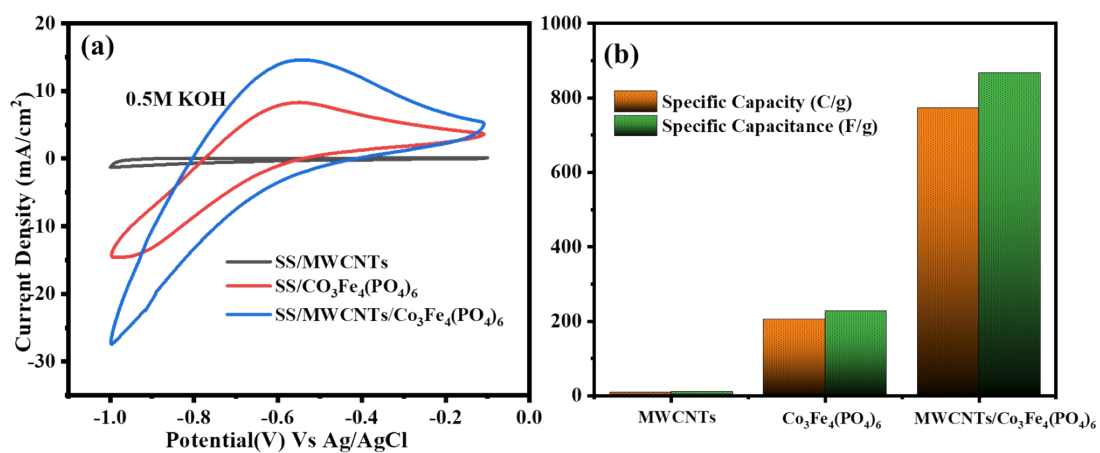 (a)
0.5M KOH
20
10
0
-10
-20
-30
Current Density (mA/cm²)
SS/MWCNTs
SS/CO₃Fe₄(PO₄)₆
SS/MWCNTs/Co₃Fe₄(PO₄)₆
-1.0 -0.8 -0.6 -0.4 -0.2 0.0
Potential(V) Vs Ag/AgCl
(b)
1000
800
600
400
200
0
Specific Capacity (C/g)
Specific Capacitance (F/g)
MWCNTs Co₃Fe₄(PO₄)₆ MWCNTs/Co₃Fe₄(PO₄)₆